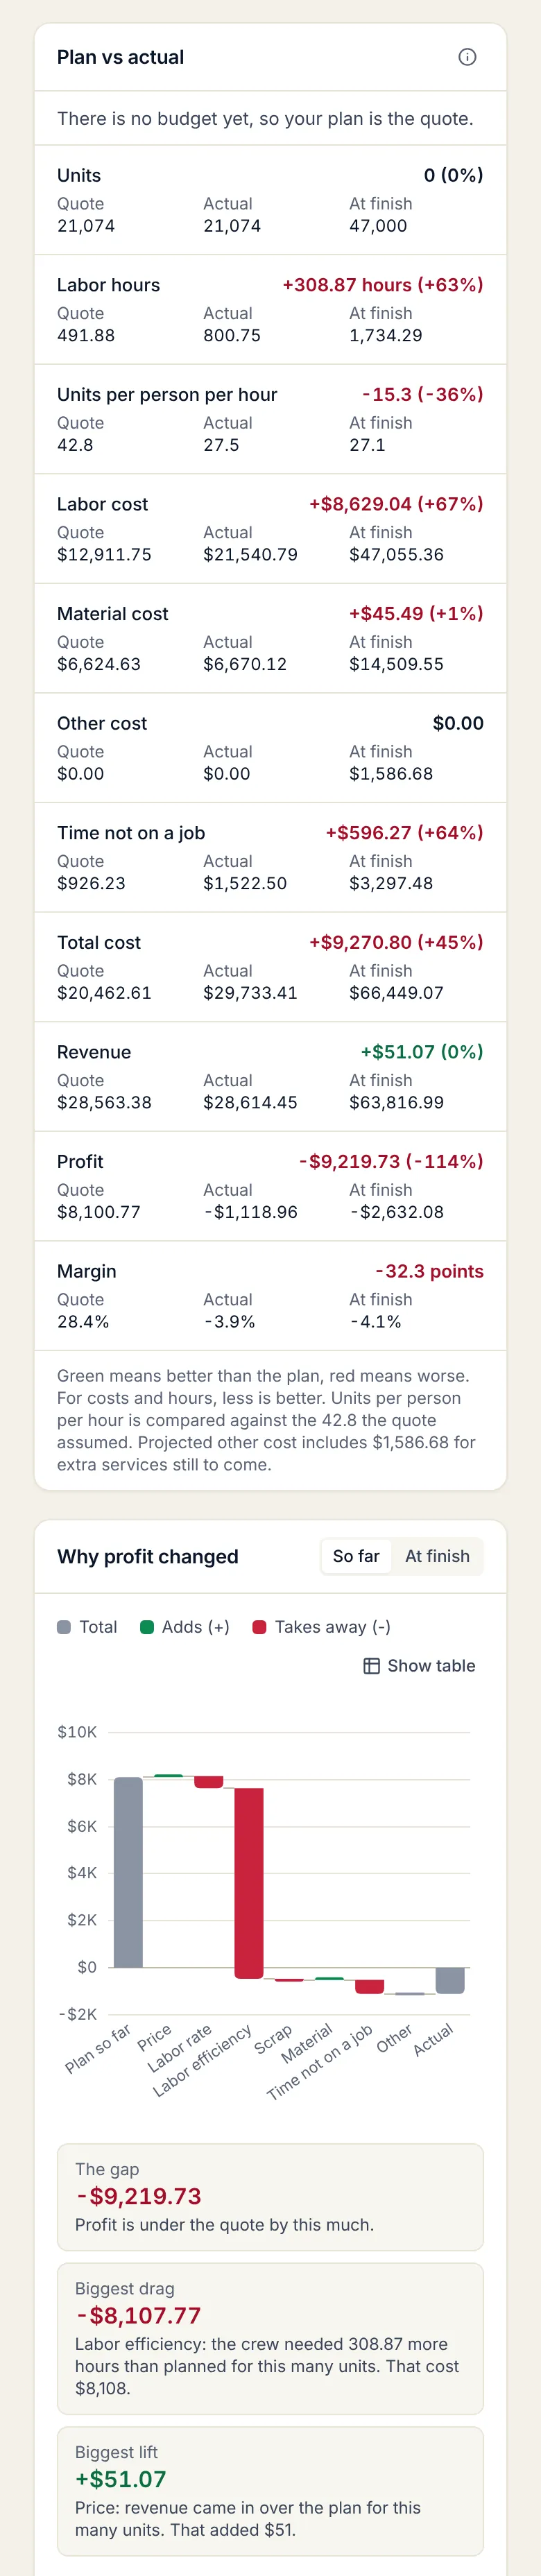 Plan vs actual
There is no budget yet, so your plan is the quote.
Units 0 (0%)
Quote Actual At finish
21,074 21,074 47,000
Labor hours +308.87 hours (+63%)
Quote Actual At finish
491.88 800.75 1,734.29
Units per person per hour -15.3 (-36%)
Quote Actual At finish
42.8 27.5 27.1
Labor cost +$8,629.04 (+67%)
Quote Actual At finish
$12,911.75 $21,540.79 $47,055.36
Material cost +$45.49 (+1%)
Quote Actual At finish
$6,624.63 $6,670.12 $14,509.55
Other cost $0.00
Quote Actual At finish
$0.00 $0.00 $1,586.68
Time not on a job +$596.27 (+64%)
Quote Actual At finish
$926.23 $1,522.50 $3,297.48
Total cost +$9,270.80 (+45%)
Quote Actual At finish
$20,462.61 $29,733.41 $66,449.07
Revenue +$51.07 (0%)
Quote Actual At finish
$28,563.38 $28,614.45 $63,816.99
Profit -$9,219.73 (-114%)
Quote Actual At finish
$8,100.77 -$1,118.96 -$2,632.08
Margin -32.3 points
Quote Actual At finish
28.4% -3.9% -4.1%
Green means better than the plan, red means worse.
For costs and hours, less is better. Units per person
per hour is compared against the 42.8 the quote
assumed. Projected other cost includes $1,586.68 for
extra services still to come.
Why profit changed So far At finish
Total Adds (+) Takes away (-)
Show table
$10K
$8K
$6K
$4K
$2K
$0
-$2K
Plan so far Price Labor rate Labor efficiency Scrap Material Time not on a job Other Actual
The gap
-$9,219.73
Profit is under the quote by this much.
Biggest drag
-$8,107.77
Labor efficiency: the crew needed 308.87 more
hours than planned for this many units. That cost
$8,108.
Biggest lift
+$51.07
Price: revenue came in over the plan for this
many units. That added $51.